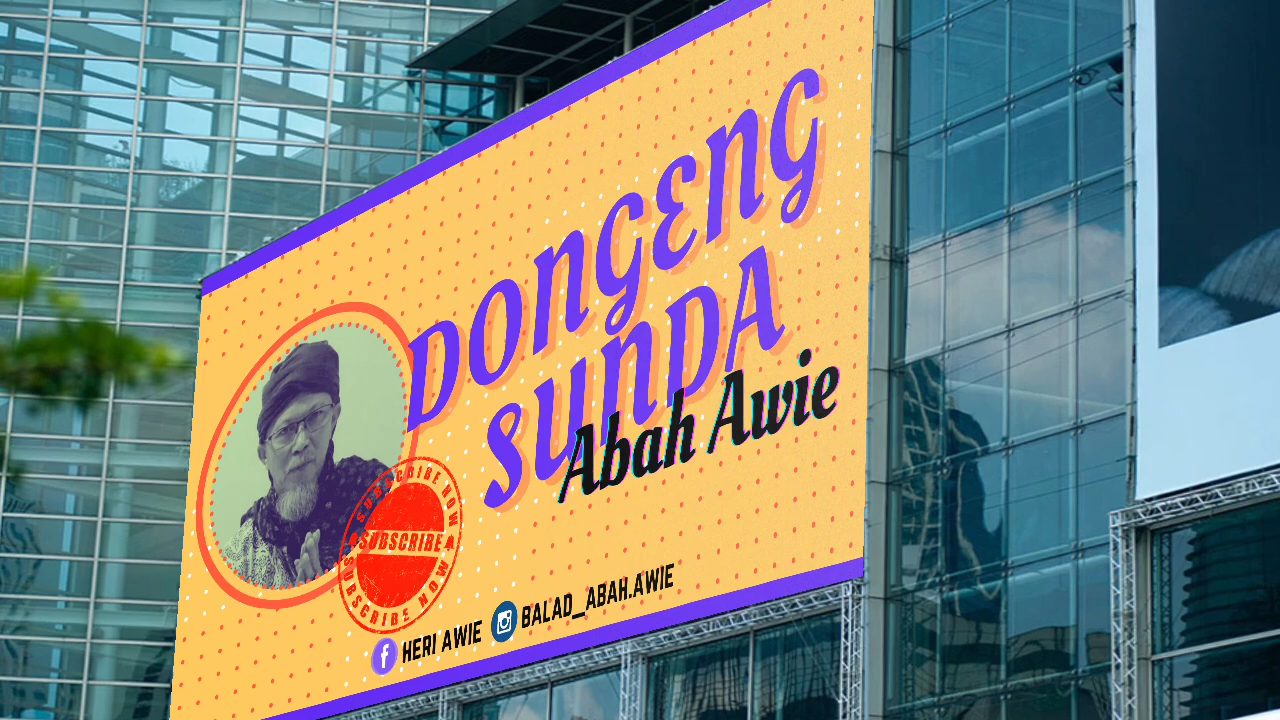 DONGENG
SUNDA
Abah Awie
SUBSCRIBE NOW
SUBSCRIBE
SUBSCRIBE NOW
HERI AWIE
BALAD_ABAH.AWIE